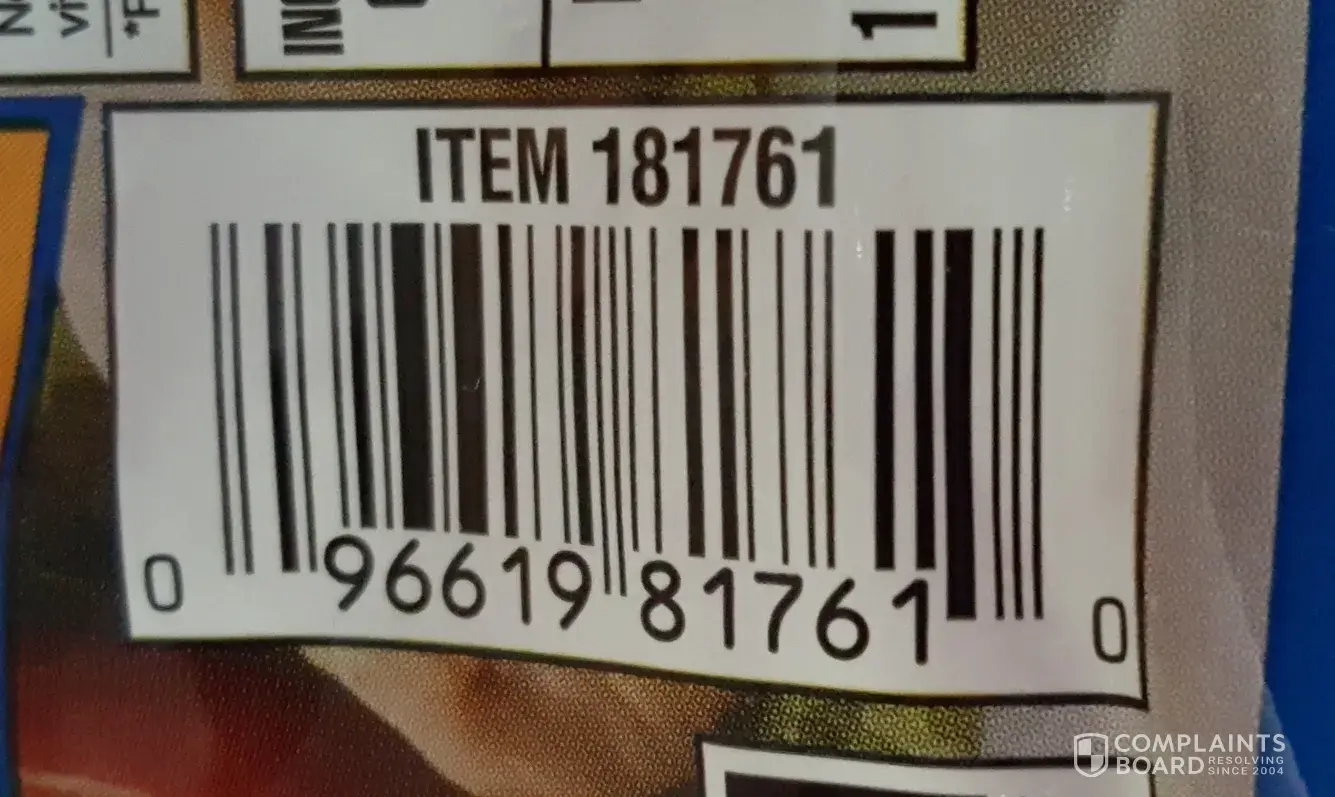 ITEM 181761
0 96619 81761 0
COMPLAINTS
BOARD RESOLVING
SINCE 2004